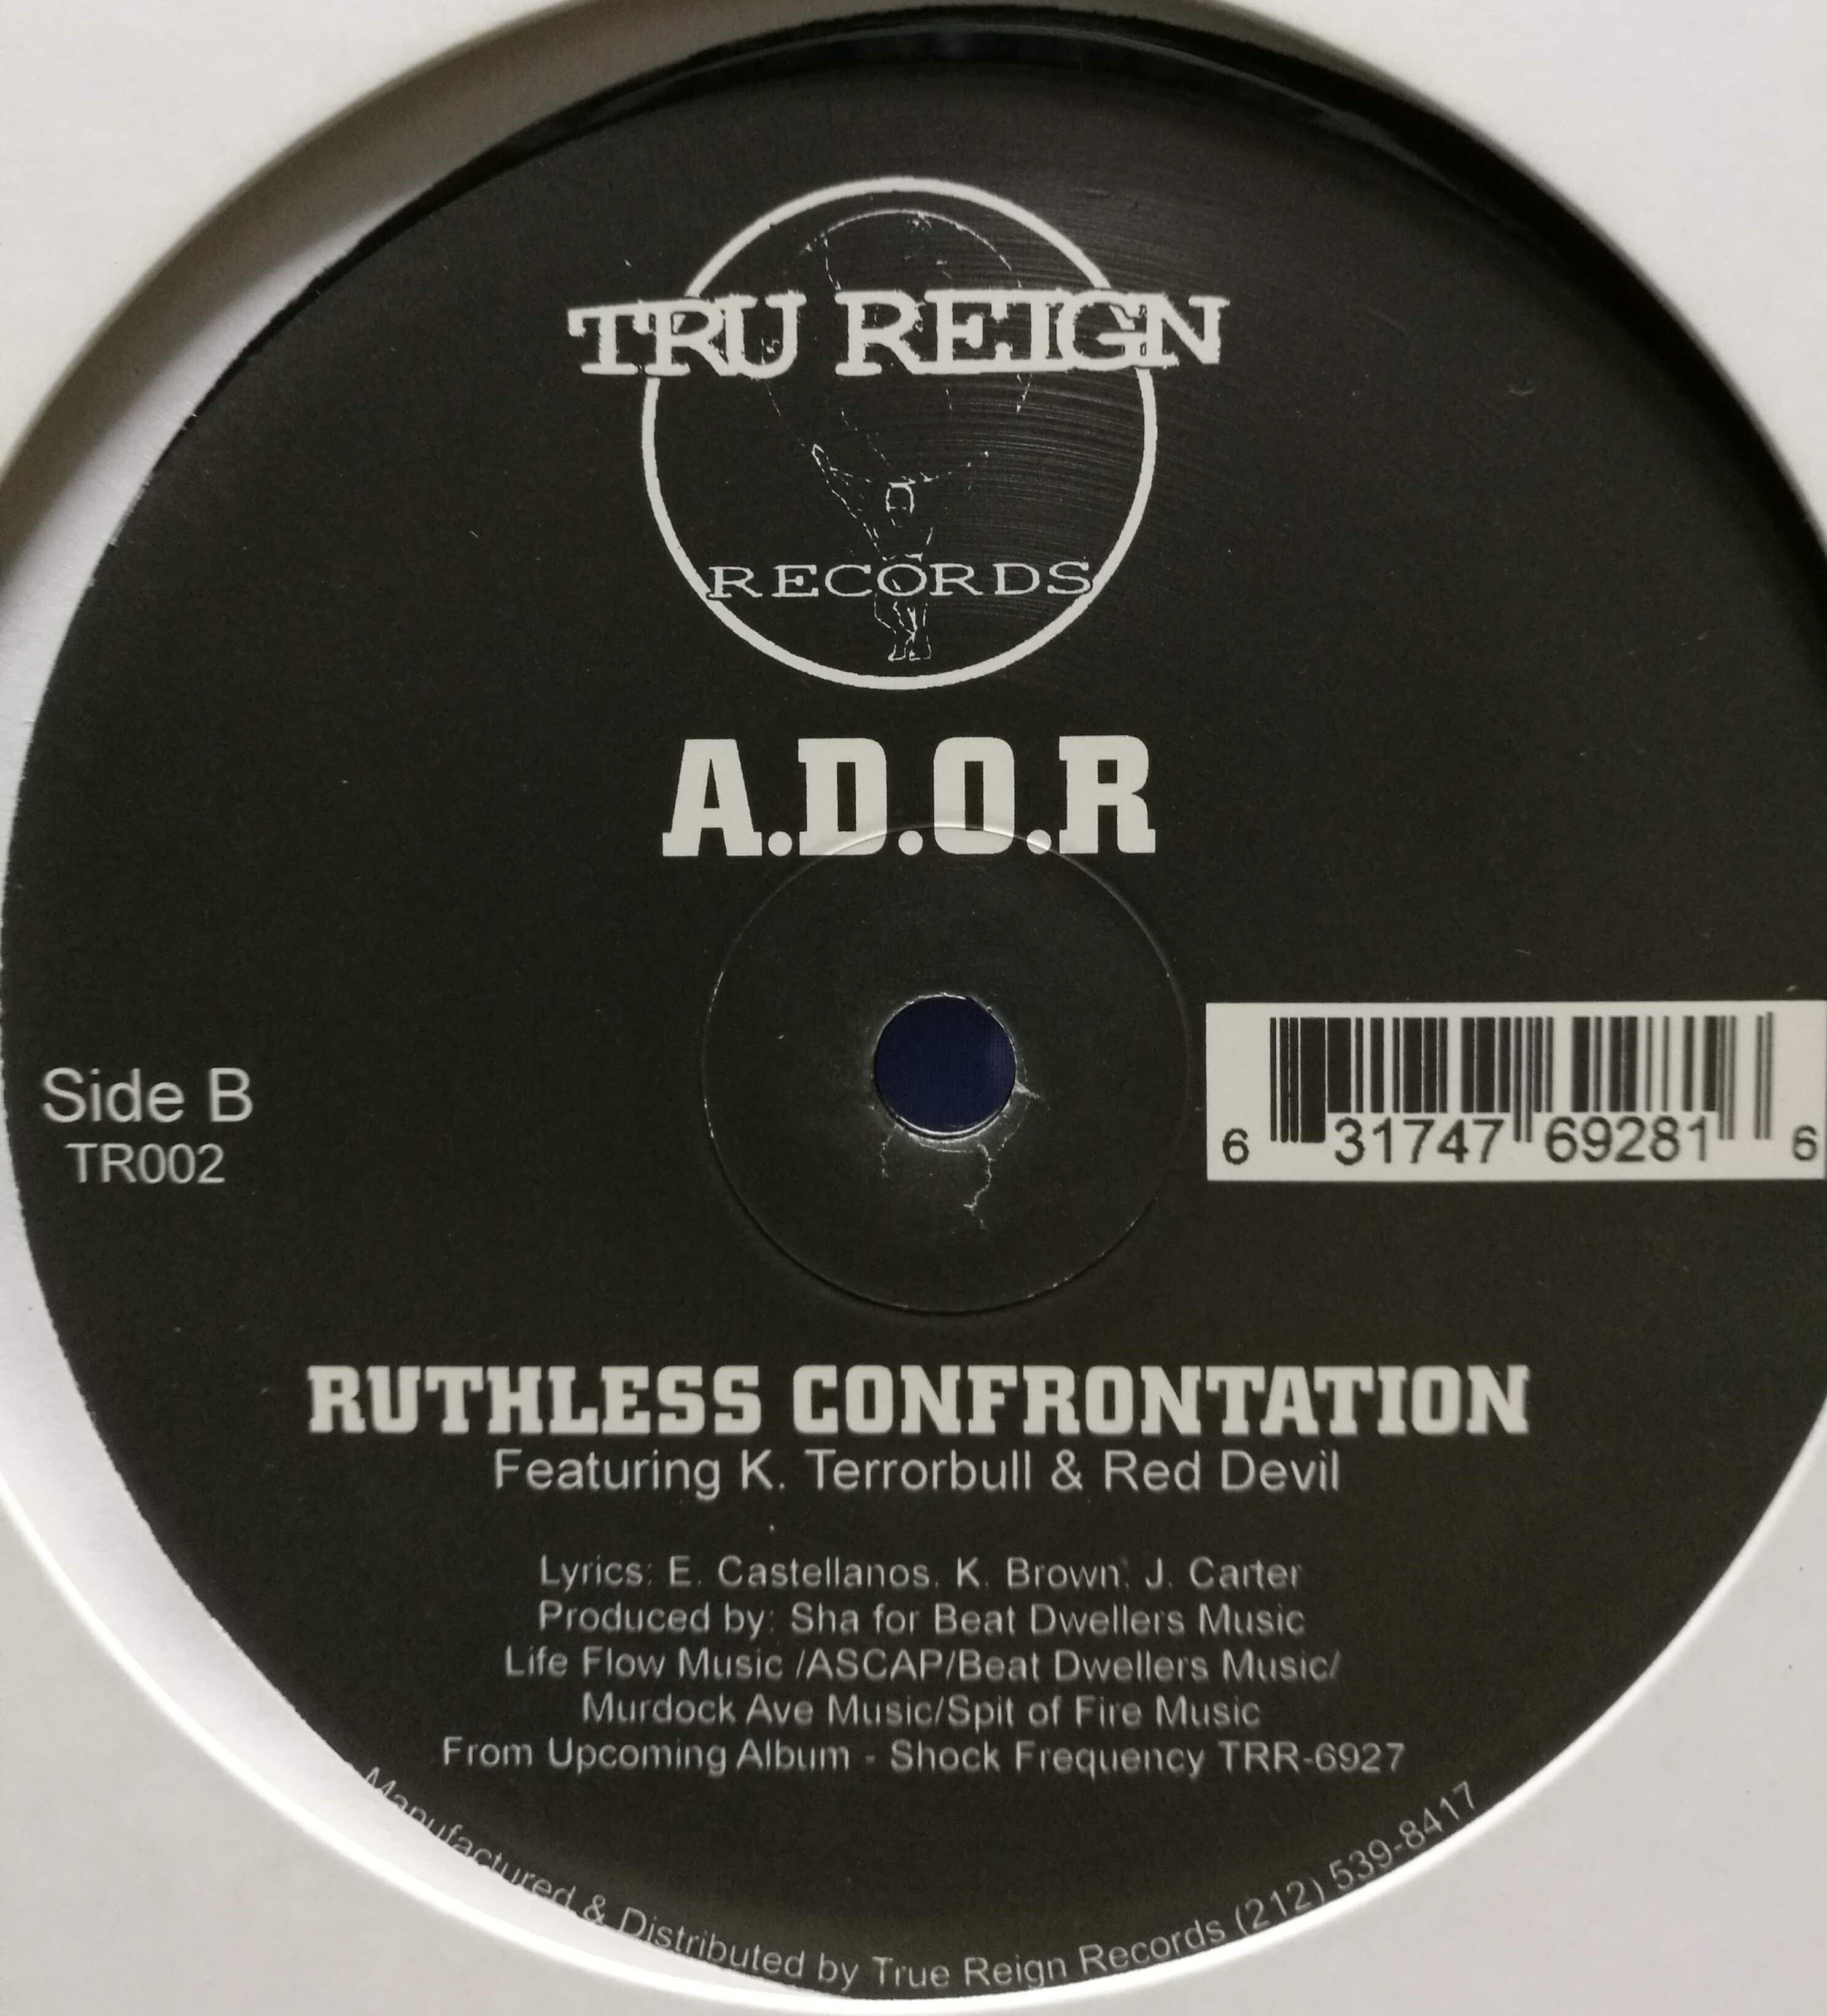 TRU REIGN
RECORDS
A.D.O.R
Side B
TR002
6 31747 69281 6
RUTHLESS CONFRONTATION
Featuring K. Terrorbull & Red Devil
Lyrics: E. Castellanos, K. Brown, J. Carter
Produced by: Sha for Beat Dwellers Music
Life Flow Music /ASCAP/Beat Dwellers Music/
Murdock Ave Music/Spit of Fire Music
From Upcoming Album - Shock Frequency TRR-6927
Manufactured & Distributed by True Reign Records (212) 539-8417